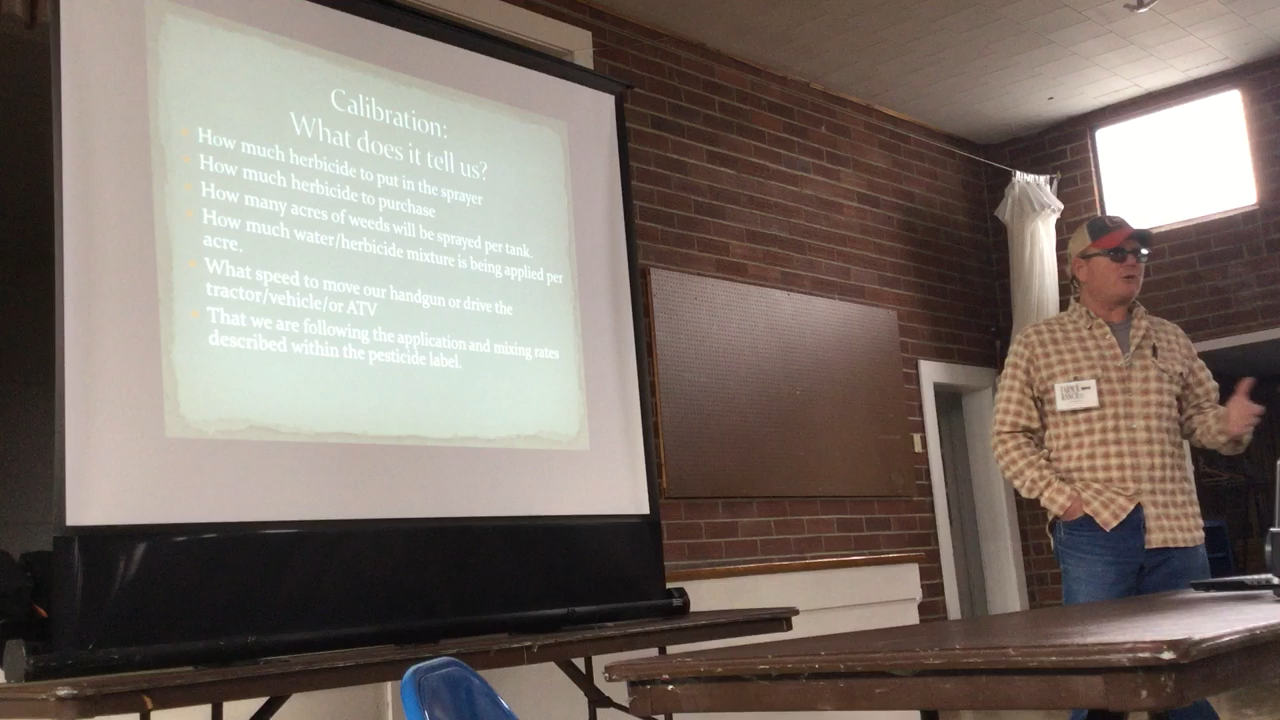 Calibration:
What does it tell us?
How much herbicide to put in the sprayer
How much herbicide to purchase
How many acres of weeds will be sprayed per tank.
How much water/herbicide mixture is being applied per
acre.
What speed to move our handgun or drive the
tractor/vehicle/or ATV
That we are following the application and mixing rates
described within the pesticide label.